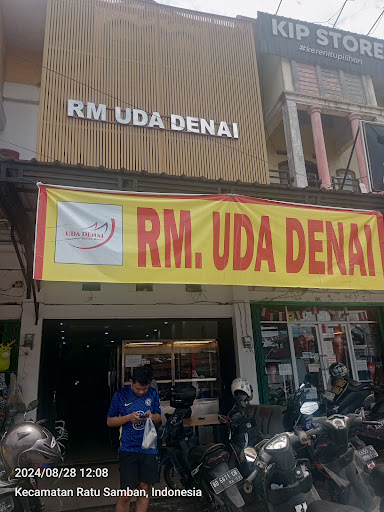 KIP STORE
#kerenitupilihan
RM UDA DENAI
UDA DENAI
RM. UDA DENAI
2024/08/28 12:08
Kecamatan Ratu Samban, Indonesia